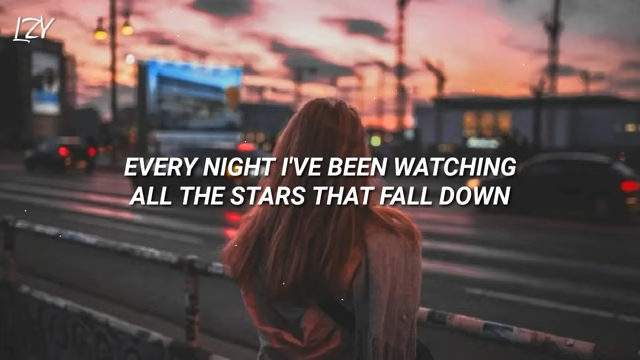 LZY
EVERY NIGHT I'VE BEEN WATCHING
ALL THE STARS THAT FALL DOWN